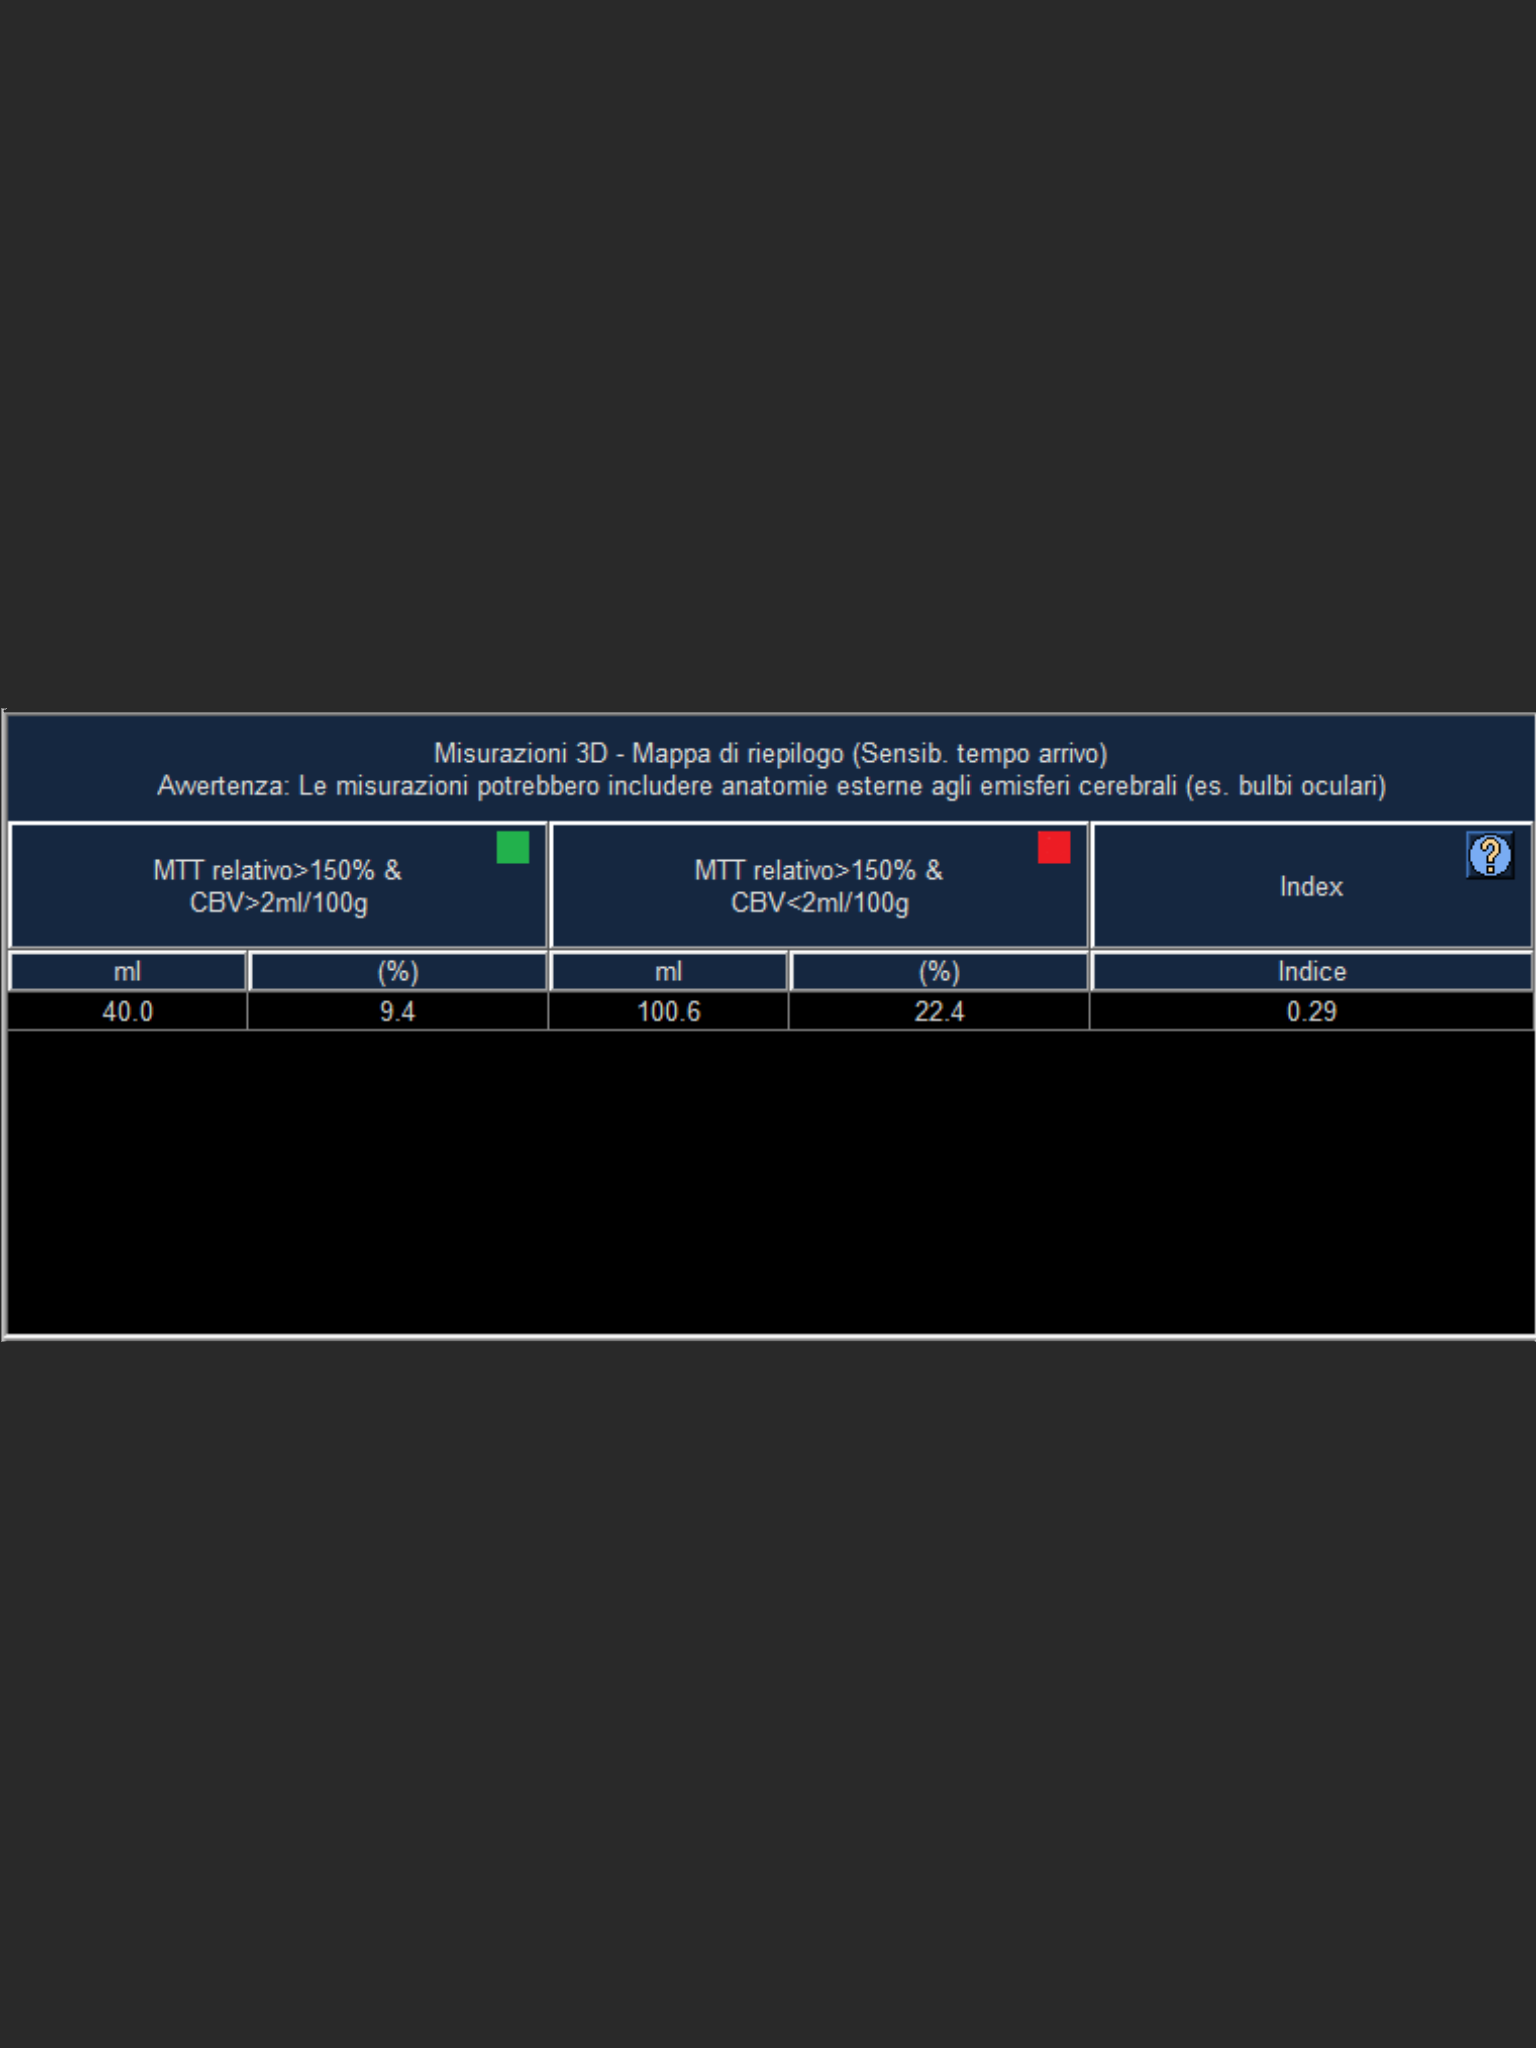 Misurazioni 3D - Mappa di riepilogo (Sensib. tempo arrivo)
Avvertenza: Le misurazioni potrebbero includere anatomie esterne agli emisferi cerebrali (es. bulbi oculari)
MTT relativo>150% &
CBV>2ml/100g
MTT relativo>150% &
CBV<2ml/100g
Index
?
ml (%) ml (%) Indice
40.0 9.4 100.6 22.4 0.29